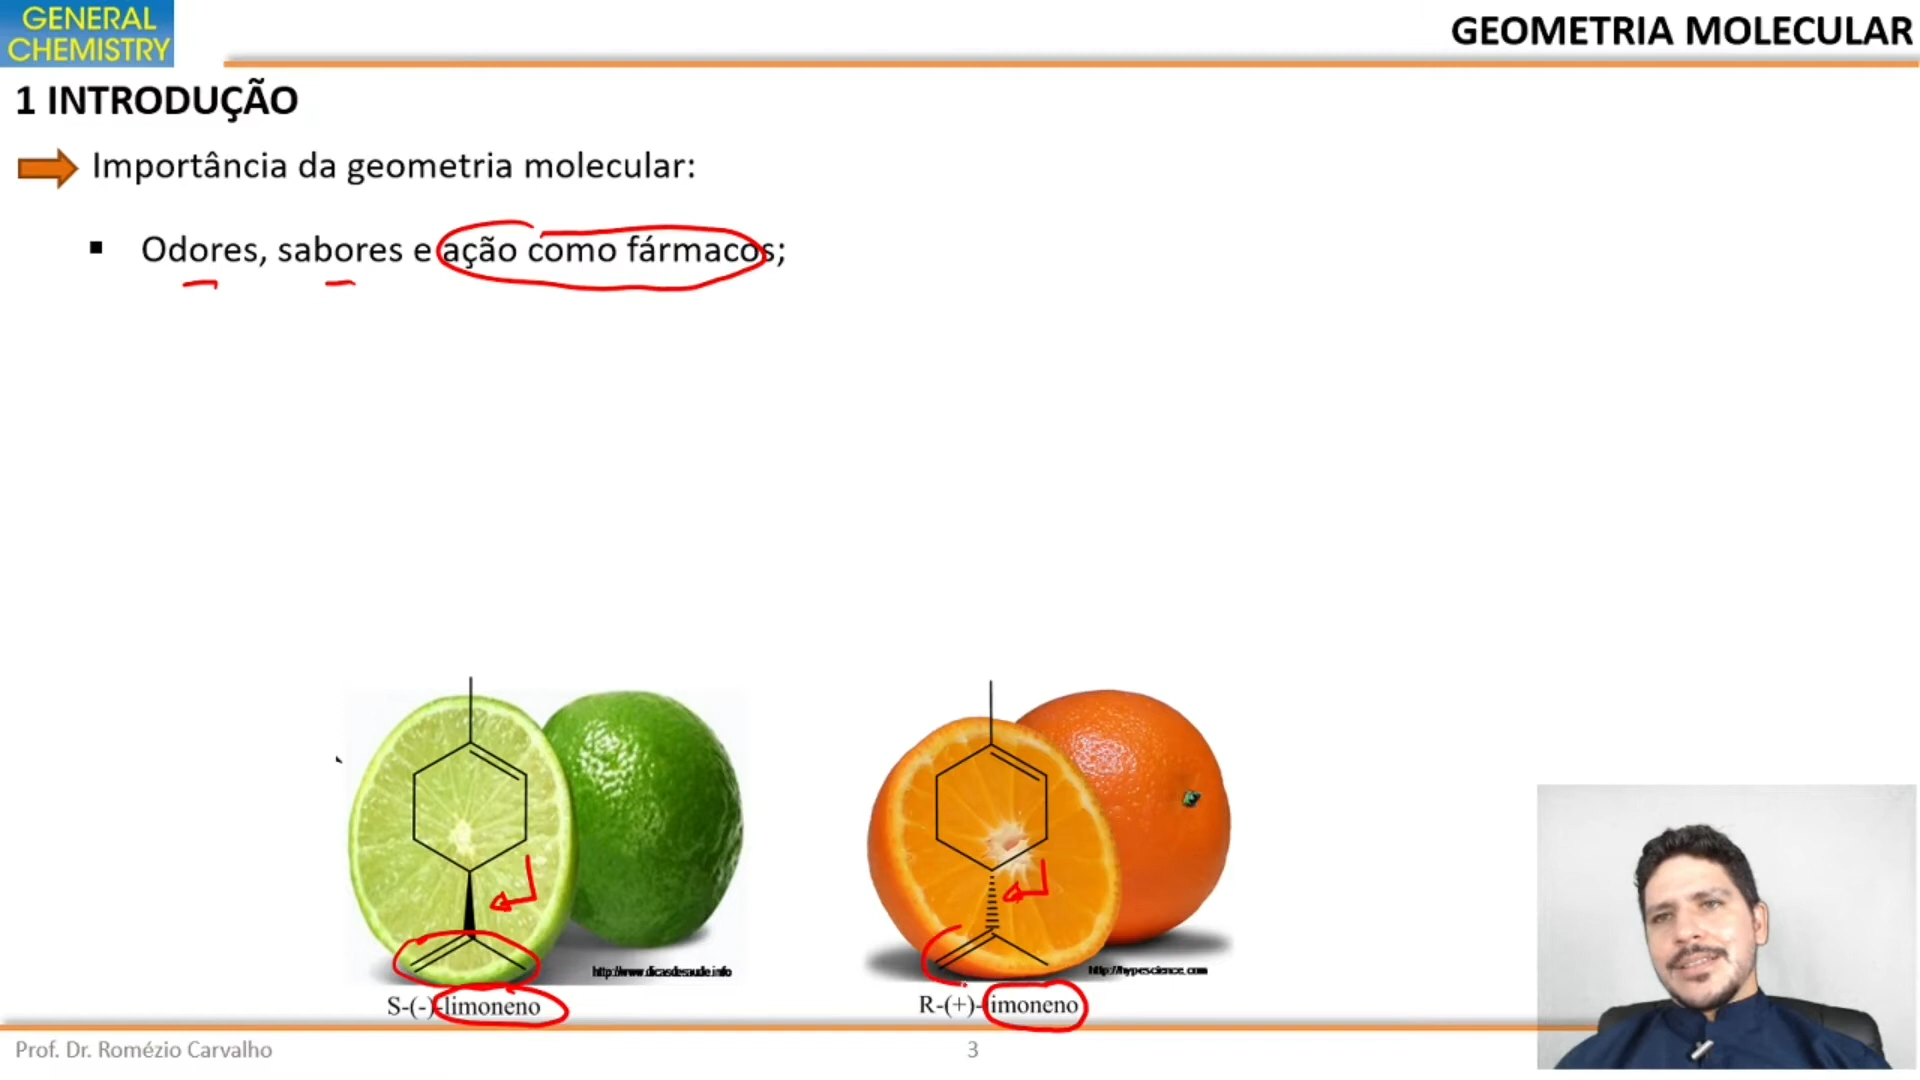 GENERAL
CHEMISTRY
GEOMETRIA MOLECULAR
1 INTRODUÇÃO
Importância da geometria molecular:
Odores, sabores e ação como fármacos;
http://www.dicasdesaude.info
http://hypescience.com
S-(-)-limoneno
R-(+)-limoneno
Prof. Dr. Romézio Carvalho
3